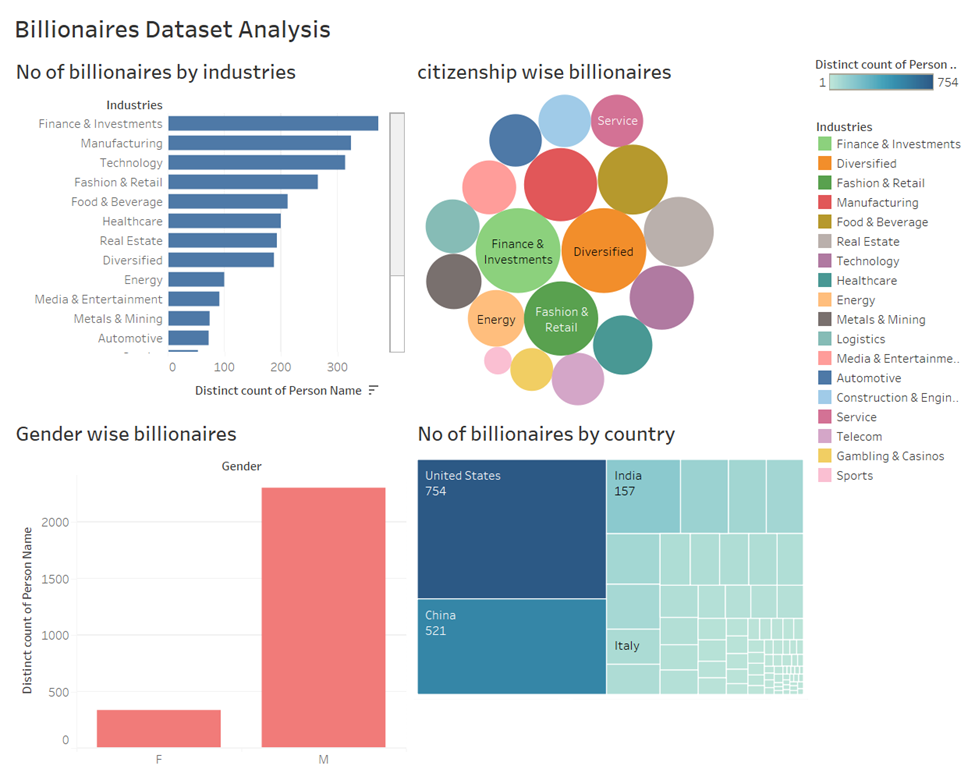 Billionaires Dataset Analysis
No of billionaires by industries
Industries
Finance & Investments
Manufacturing
Technology
Fashion & Retail
Food & Beverage
Healthcare
Real Estate
Diversified
Energy
Media & Entertainment
Metals & Mining
Automotive
0 100 200 300
Distinct count of Person Name
citizenship wise billionaires
Service
Finance &
Investments
Diversified
Energy
Fashion &
Retail
Distinct count of Person ..
1 754
Industries
Finance & Investments
Diversified
Fashion & Retail
Manufacturing
Food & Beverage
Real Estate
Technology
Healthcare
Energy
Metals & Mining
Logistics
Media & Entertainme..
Automotive
Construction & Engin..
Service
Telecom
Gambling & Casinos
Sports
Gender wise billionaires
Gender
Distinct count of Person Name
2000
1500
1000
500
0
F M
No of billionaires by country
United States
754
China
521
India
157
Italy